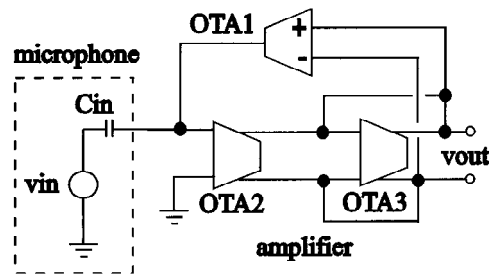 OTA1
+
-
microphone
Cin
vin
OTA2
OTA3
vout
amplifier